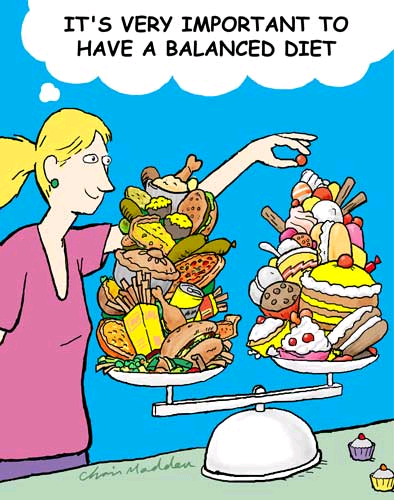 IT'S VERY IMPORTANT TO
HAVE A BALANCED DIET
Chris Madden